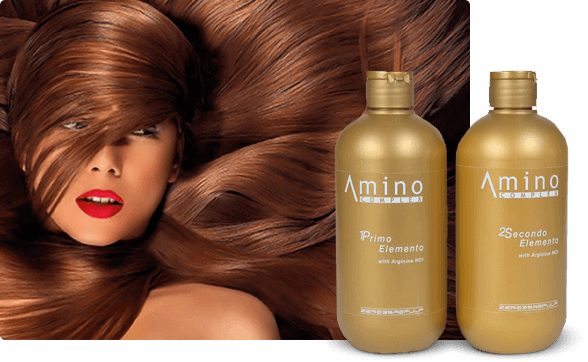 Amino
COMPLEX
1Primo
Elemento
with Arginine HCl
Amino
COMPLEX
2Secondo
Elemento
with Arginine HCl